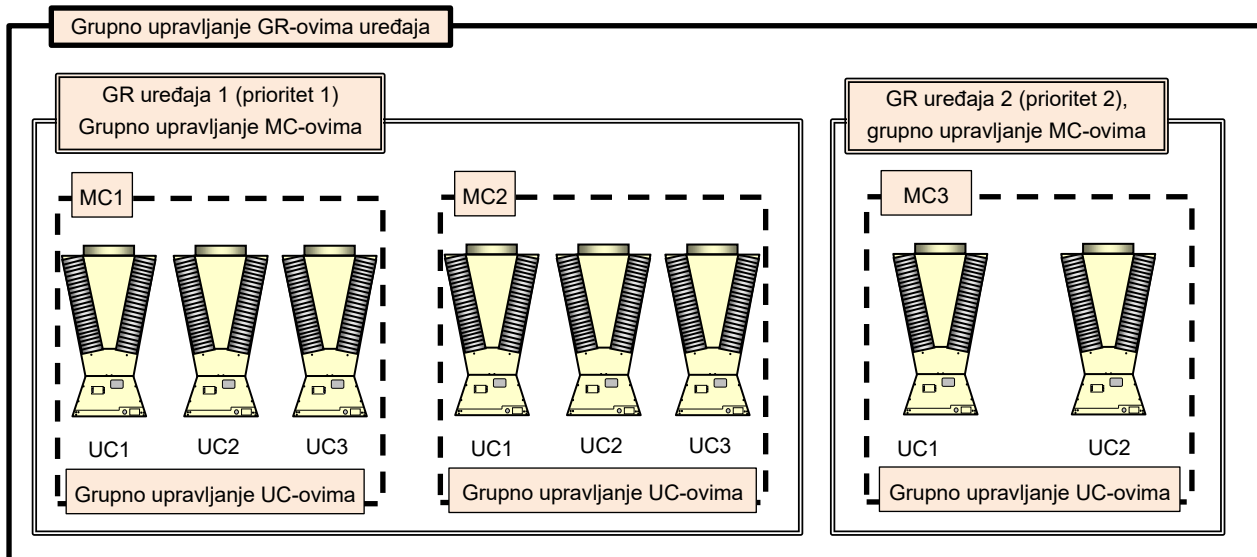 Grupno upravljanje GR-ovima uređaja
GR uređaja 1 (prioritet 1)
Grupno upravljanje MC-ovima
GR uređaja 2 (prioritet 2),
grupno upravljanje MC-ovima
MC1
MC2
MC3
UC1
UC2
UC3
UC1
UC2
UC3
UC1
UC2
Grupno upravljanje UC-ovima
Grupno upravljanje UC-ovima
Grupno upravljanje UC-ovima